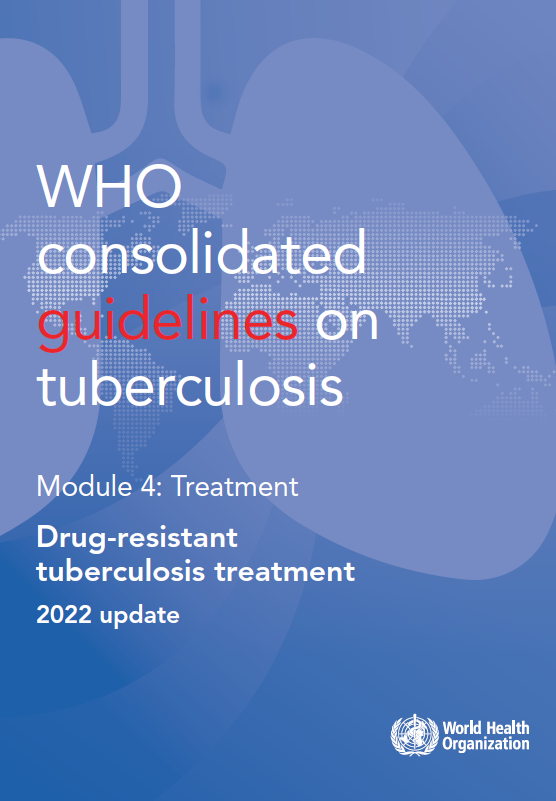 WHO
consolidated
guidelines on
tuberculosis
Module 4: Treatment
Drug-resistant
tuberculosis treatment
2022 update
World Health
Organization